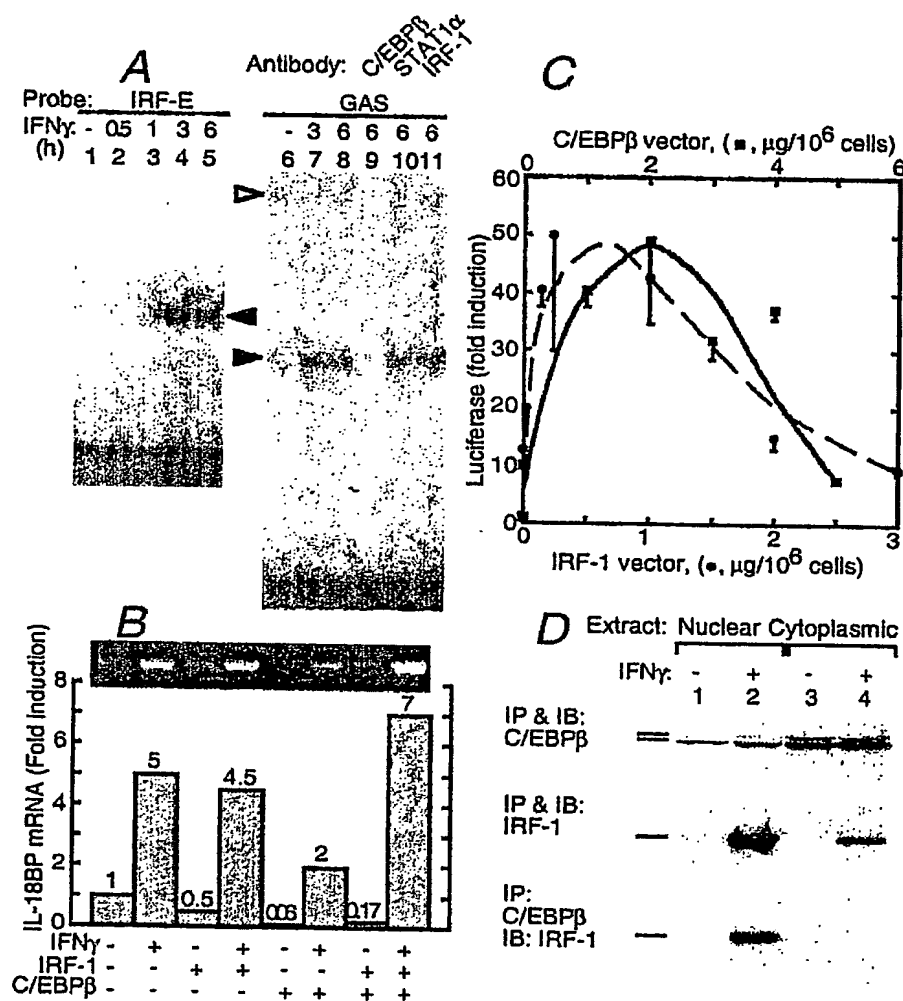 A
Probe: IRF-E
IFNγ: - 0.5 1 3 6
(h) 1 2 3 4 5
Antibody: C/EBPβ STAT1α IRF-1
GAS
- 3 6 6 6 6
6 7 8 9 10 11
B
IL-18BP mRNA (Fold Induction)
8
6
4
2
0
1
5
0.5
4.5
0.06
2
0.17
7
IFNγ - + - + - + - +
IRF-1 - - + + - - + +
C/EBPβ - - - - + + + +
C
C/EBPβ vector, (■, μg/10⁶ cells)
0 2 4 6
Luciferase (fold induction)
60
50
40
30
20
10
0
0 1 2 3
IRF-1 vector, (●, μg/10⁶ cells)
D
Extract: Nuclear Cytoplasmic
IFNγ: - + - +
1 2 3 4
IP & IB:
C/EBPβ
IP & IB:
IRF-1
IP:
C/EBPβ
IB: IRF-1